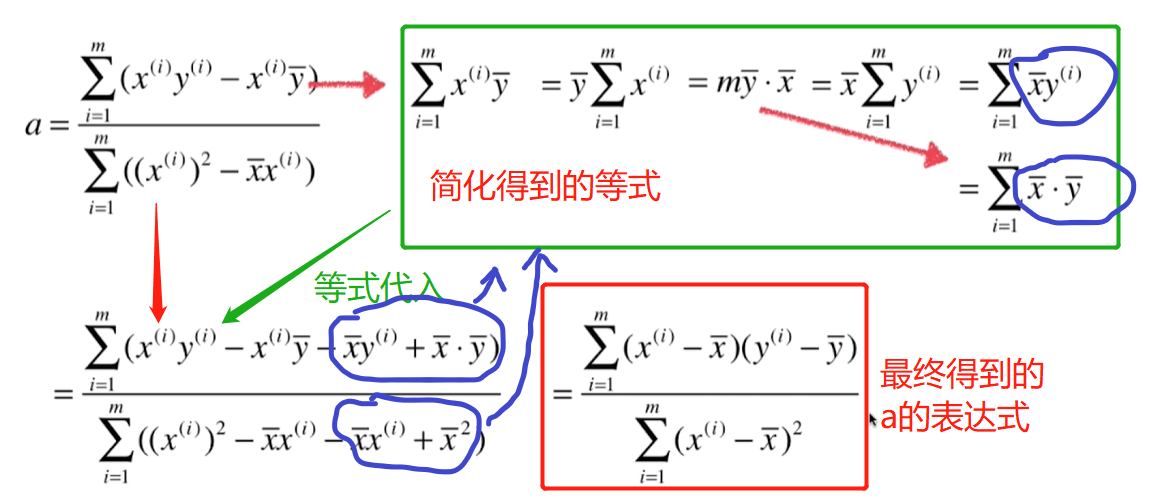 a = \frac{\sum_{i=1}^{m}(x^{(i)}y^{(i)} - x^{(i)}\overline{y})}{\sum_{i=1}^{m}((x^{(i)})^2 - \overline{x}x^{(i)})}
\sum_{i=1}^{m} x^{(i)}\overline{y} = \overline{y}\sum_{i=1}^{m} x^{(i)} = m\overline{y} \cdot \overline{x} = \overline{x}\sum_{i=1}^{m} y^{(i)} = \sum_{i=1}^{m} \overline{x}y^{(i)}
= \sum_{i=1}^{m} \overline{x} \cdot \overline{y}
简化得到的等式
等式代入
= \frac{\sum_{i=1}^{m}(x^{(i)}y^{(i)} - x^{(i)}\overline{y} - \overline{x}y^{(i)} + \overline{x} \cdot \overline{y})}{\sum_{i=1}^{m}((x^{(i)})^2 - \overline{x}x^{(i)} - \overline{x}x^{(i)} + \overline{x}^2)}
= \frac{\sum_{i=1}^{m}(x^{(i)} - \overline{x})(y^{(i)} - \overline{y})}{\sum_{i=1}^{m}(x^{(i)} - \overline{x})^2}
最终得到的
a的表达式